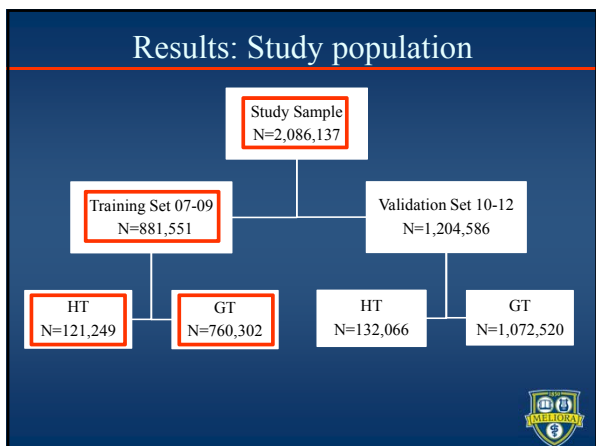 Results: Study population
Study Sample
N=2,086,137
Training Set 07-09
N=881,551
Validation Set 10-12
N=1,204,586
HT
N=121,249
GT
N=760,302
HT
N=132,066
GT
N=1,072,520
1850
MELIORA